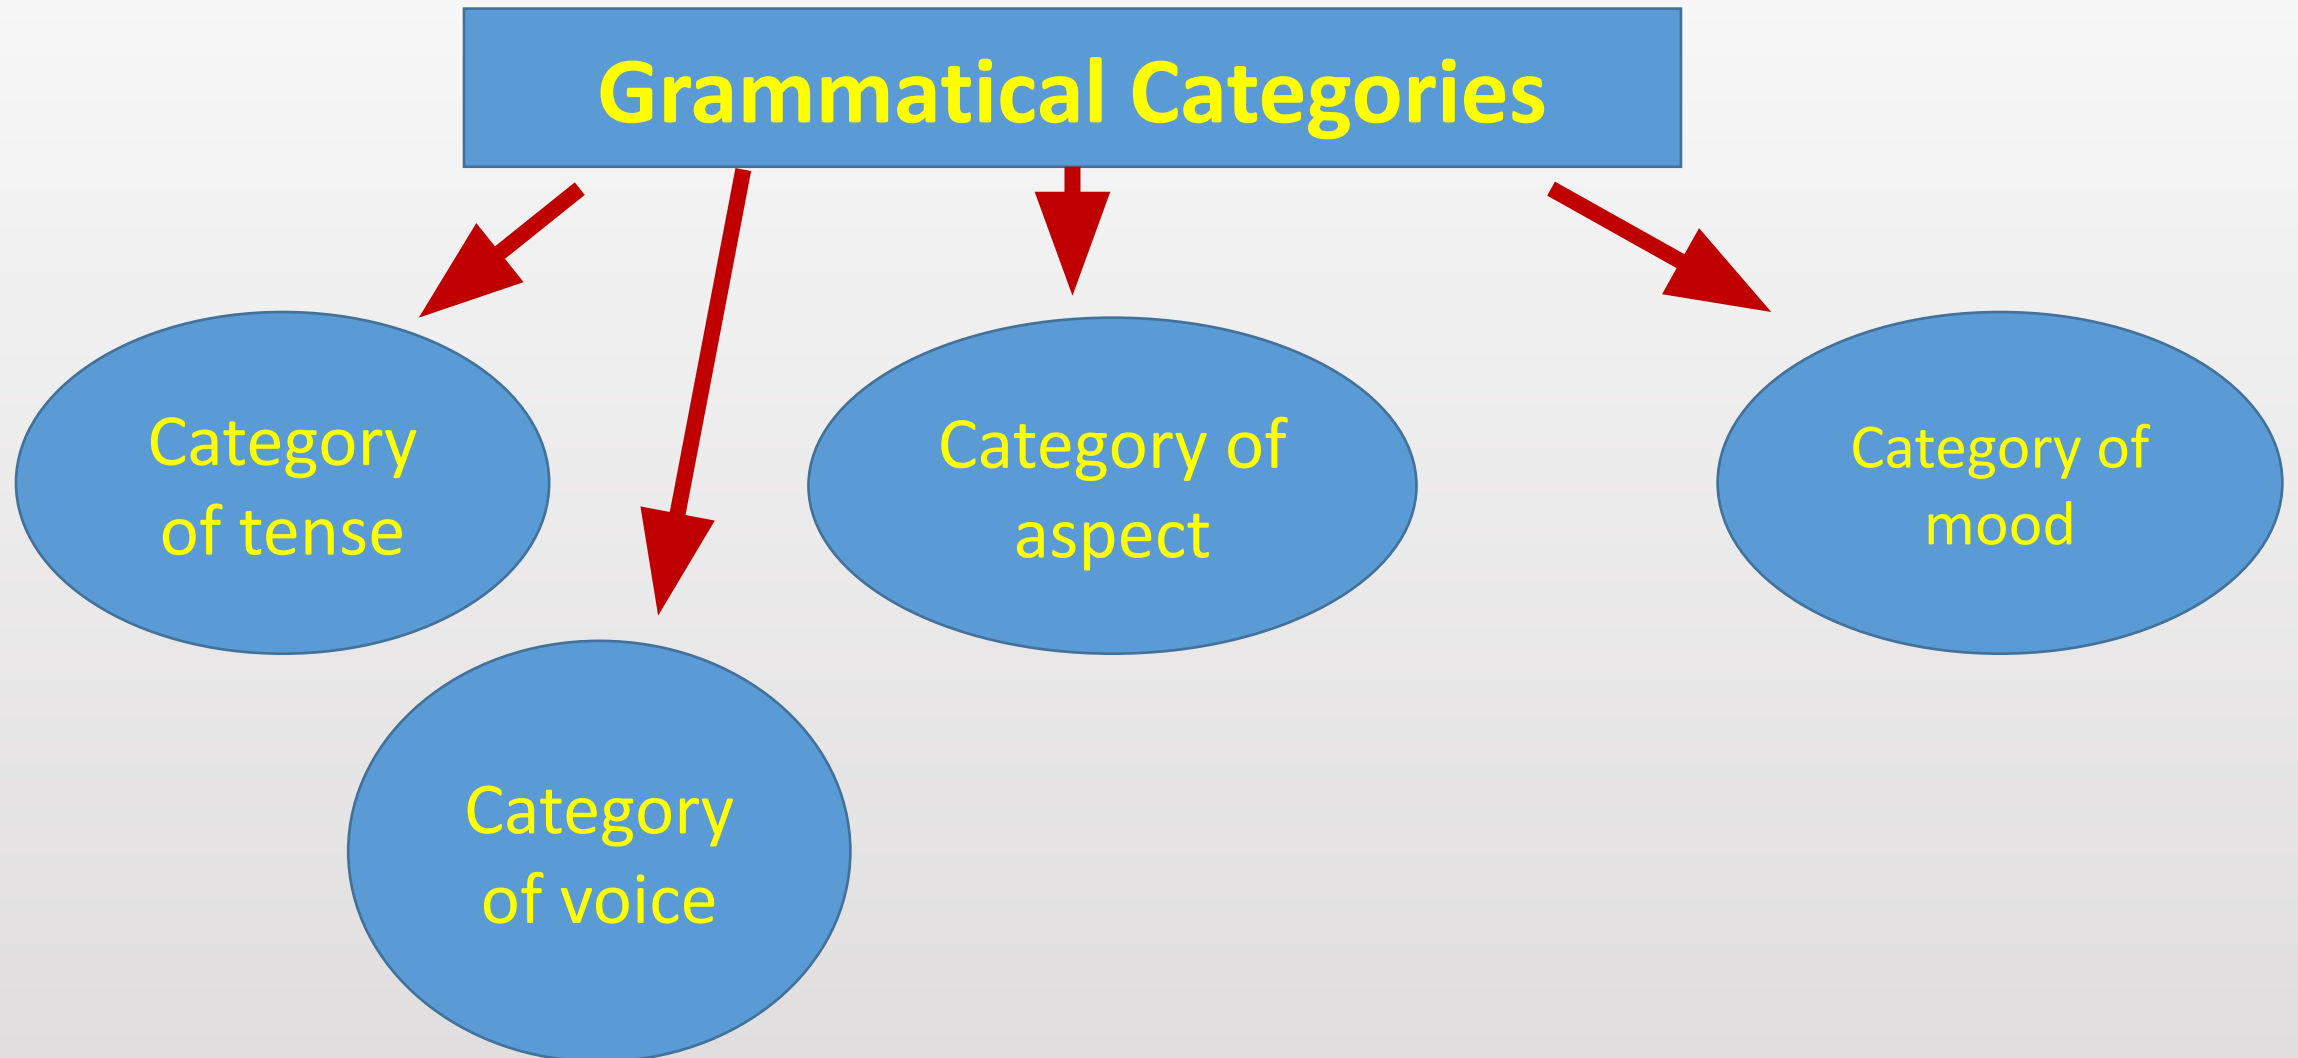 Grammatical Categories
Category
of tense
Category of
aspect
Category of
mood
Category
of voice